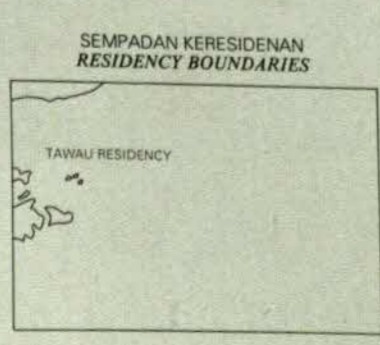 SEMPADAN KERESIDENAN
RESIDENCY BOUNDARIES
TAWAU RESIDENCY